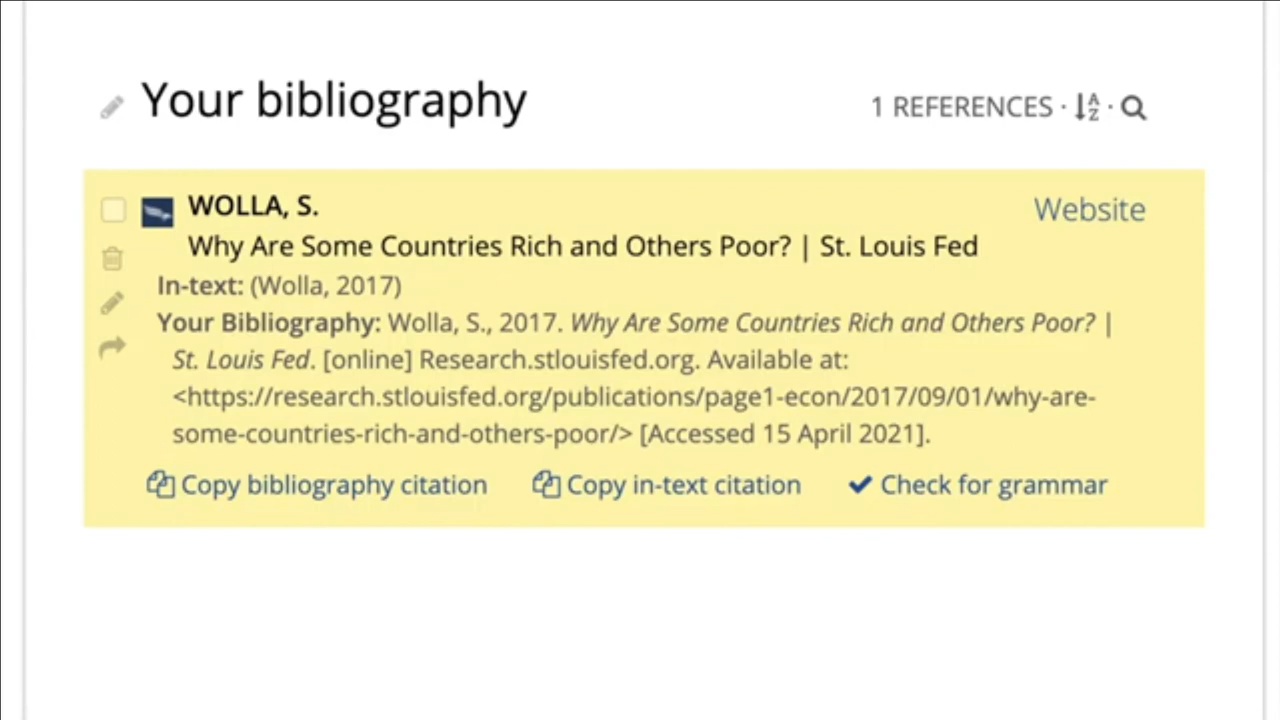 Your bibliography
1 REFERENCES · A Z ·
WOLLA, S.
Website
Why Are Some Countries Rich and Others Poor? | St. Louis Fed
In-text: (Wolla, 2017)
Your Bibliography: Wolla, S., 2017. Why Are Some Countries Rich and Others Poor? |
St. Louis Fed. [online] Research.stlouisfed.org. Available at:
<https://research.stlouisfed.org/publications/page1-econ/2017/09/01/why-are-
some-countries-rich-and-others-poor/> [Accessed 15 April 2021].
Copy bibliography citation Copy in-text citation Check for grammar